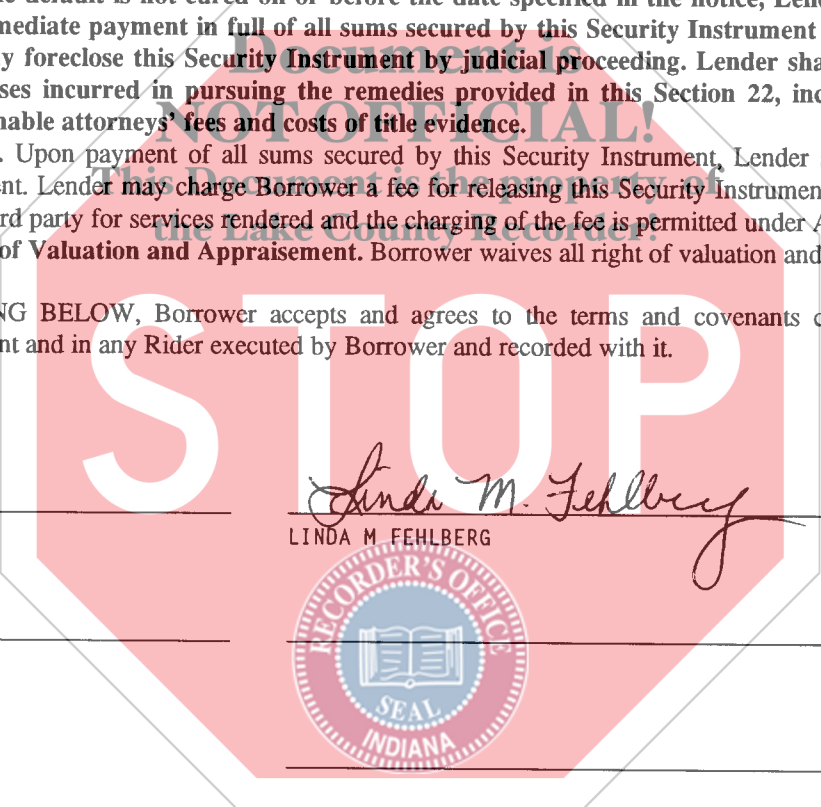 default is not cured on or before the date specified in the notice, Lend
mediate payment in full of all sums secured by this Security Instrument
y foreclose this Security Instrument by judicial proceeding. Lender sha
ses incurred in pursuing the remedies provided in this Section 22, inc
nable attorneys' fees and costs of title evidence.
. Upon payment of all sums secured by this Security Instrument, Lender
ent. Lender may charge Borrower a fee for releasing this Security Instrument
rd party for services rendered and the charging of the fee is permitted under A
of Valuation and Appraisement. Borrower waives all right of valuation and
NG BELOW, Borrower accepts and agrees to the terms and covenants c
nt and in any Rider executed by Borrower and recorded with it.
Document is
NOT OFFICIAL!
This Document is the property of
the Lake County Recorder!
STOP
Linda M. Fehlberg
LINDA M FEHLBERG
RECORDER'S OFFICE
SEAL
INDIANA